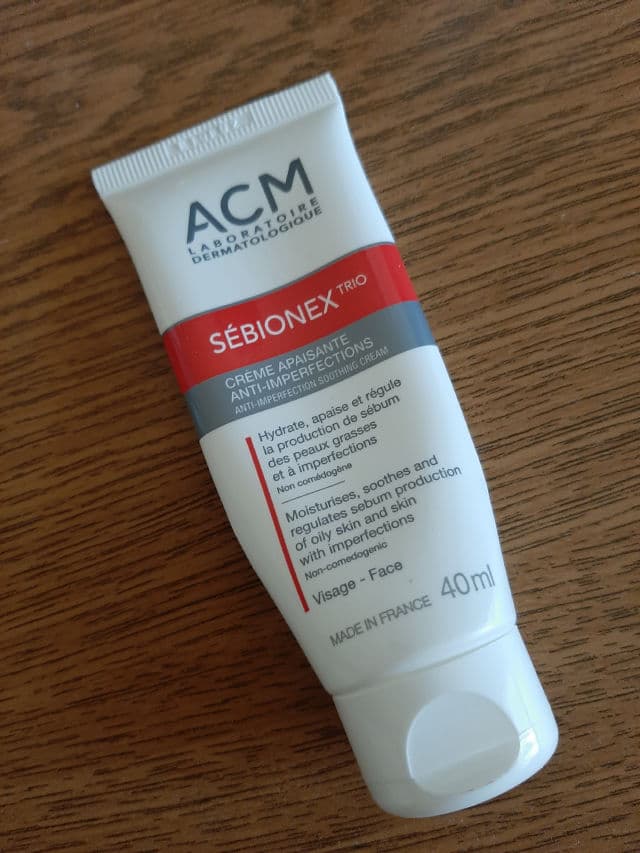 ACM
LABORATOIRE
DERMATOLOGIQUE
SÉBIONEX TRIO
CRÈME APAISANTE
ANTI-IMPERFECTIONS
ANTI-IMPERFECTION SOOTHING CREAM
Hydrate, apaise et régule
la production de sébum
des peaux grasses
et à imperfections
Non comédogène
Moisturises, soothes and
regulates sebum production
of oily skin and skin
with imperfections
Non-comedogenic
Visage - Face
MADE IN FRANCE 40ml